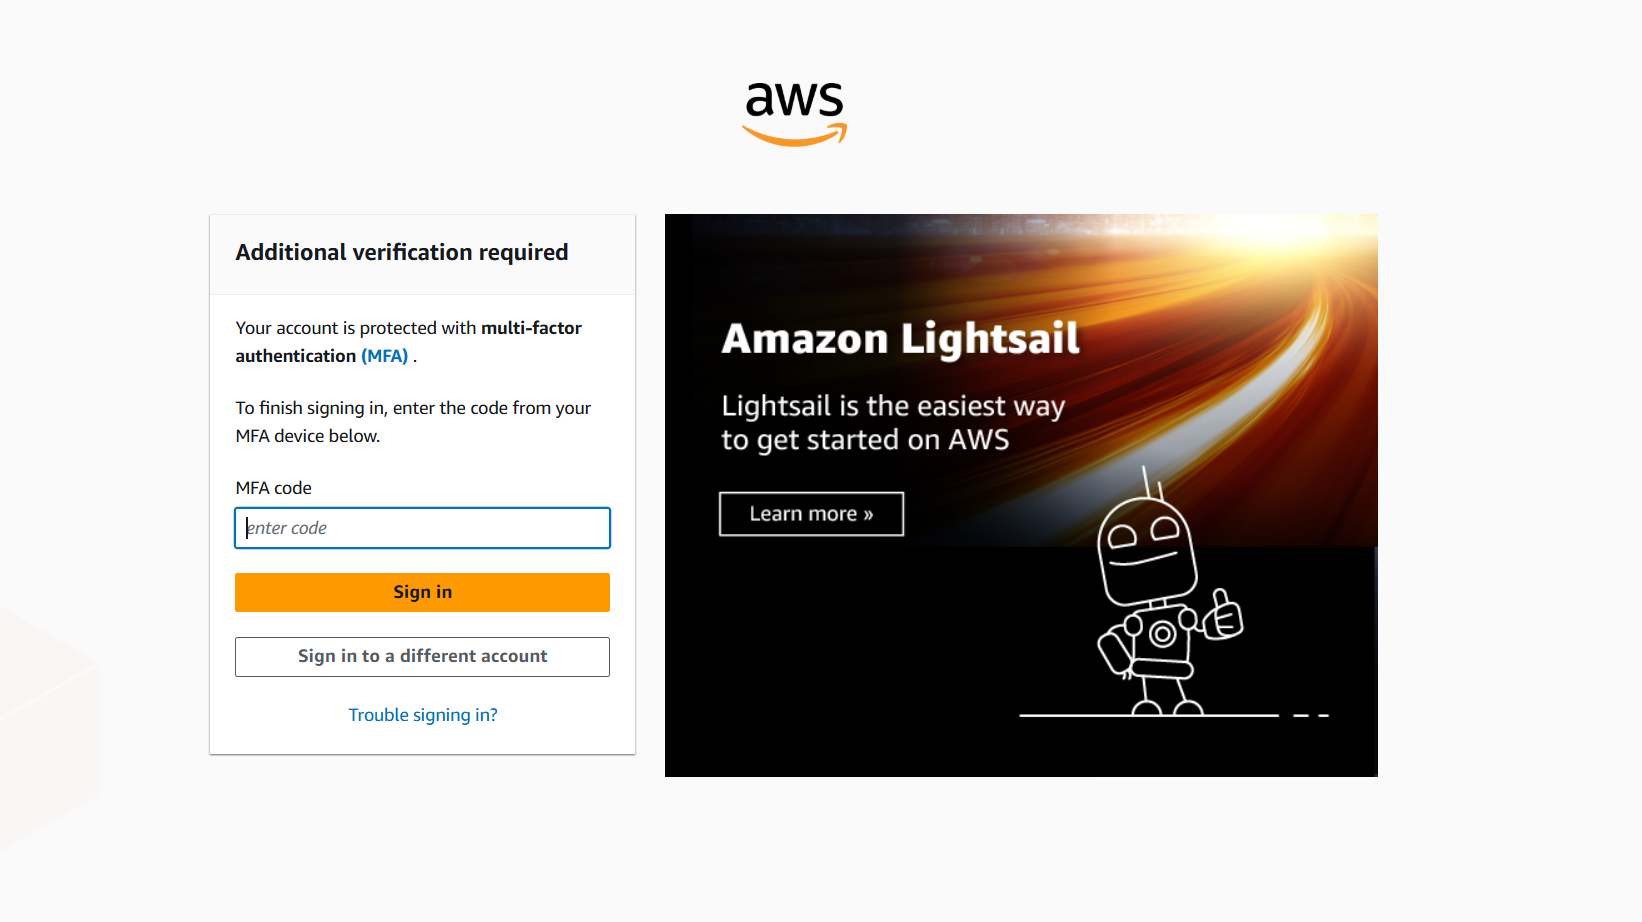 aws
Additional verification required
Your account is protected with multi-factor
authentication (MFA) .
To finish signing in, enter the code from your
MFA device below.
MFA code
enter code
Sign in
Sign in to a different account
Trouble signing in?
Amazon Lightsail
Lightsail is the easiest way
to get started on AWS
Learn more »